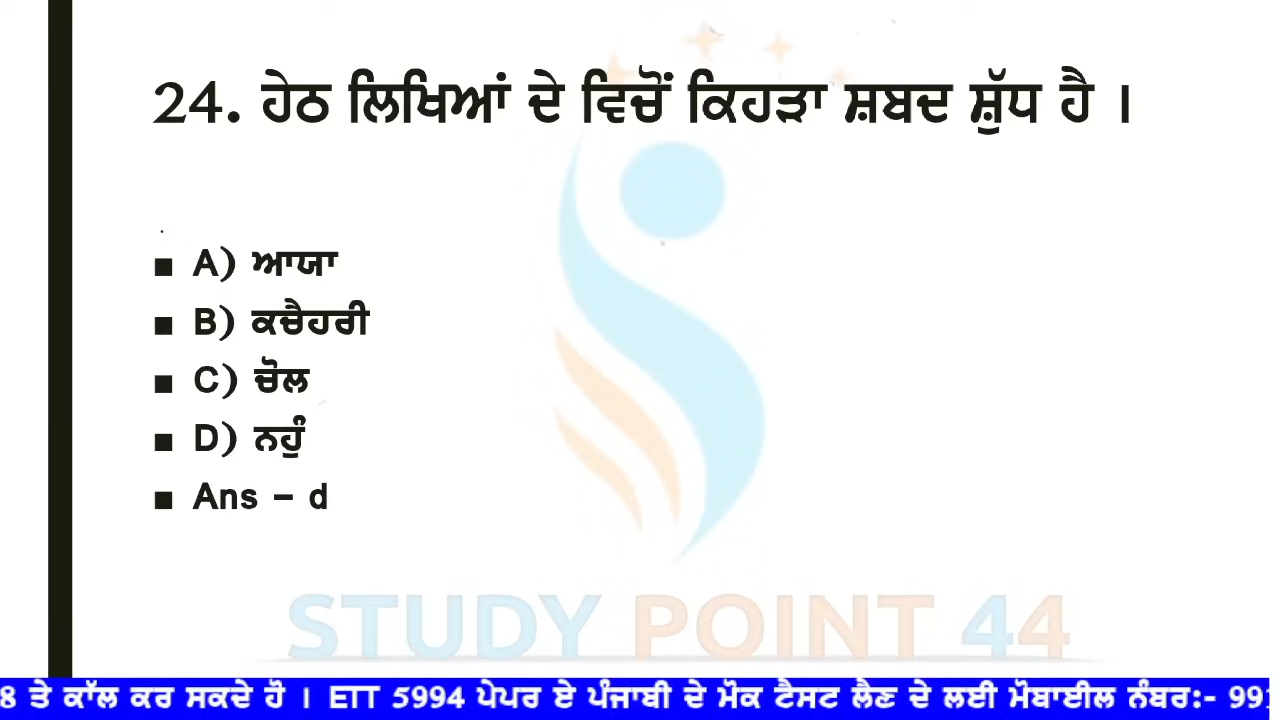 24. ਹੇਠ ਲਿਖਿਆਂ ਦੇ ਵਿਚੋਂ ਕਿਹੜਾ ਸ਼ਬਦ ਸ਼ੁੱਧ ਹੈ ।
A) ਆਯਾ
B) ਕਚੈਹਰੀ
C) ਚੋਲ
D) ਨਹੁੰ
Ans – d
STUDY POINT 44
8 ਤੇ ਕਾੱਲ ਕਰ ਸਕਦੇ ਹੋ । ETT 5994 ਪੇਪਰ ਏ ਪੰਜਾਬੀ ਦੇ ਮੋਕ ਟੈਸਟ ਲੈਣ ਦੇ ਲਈ ਮੋਬਾਈਲ ਨੰਬਰ:- 99